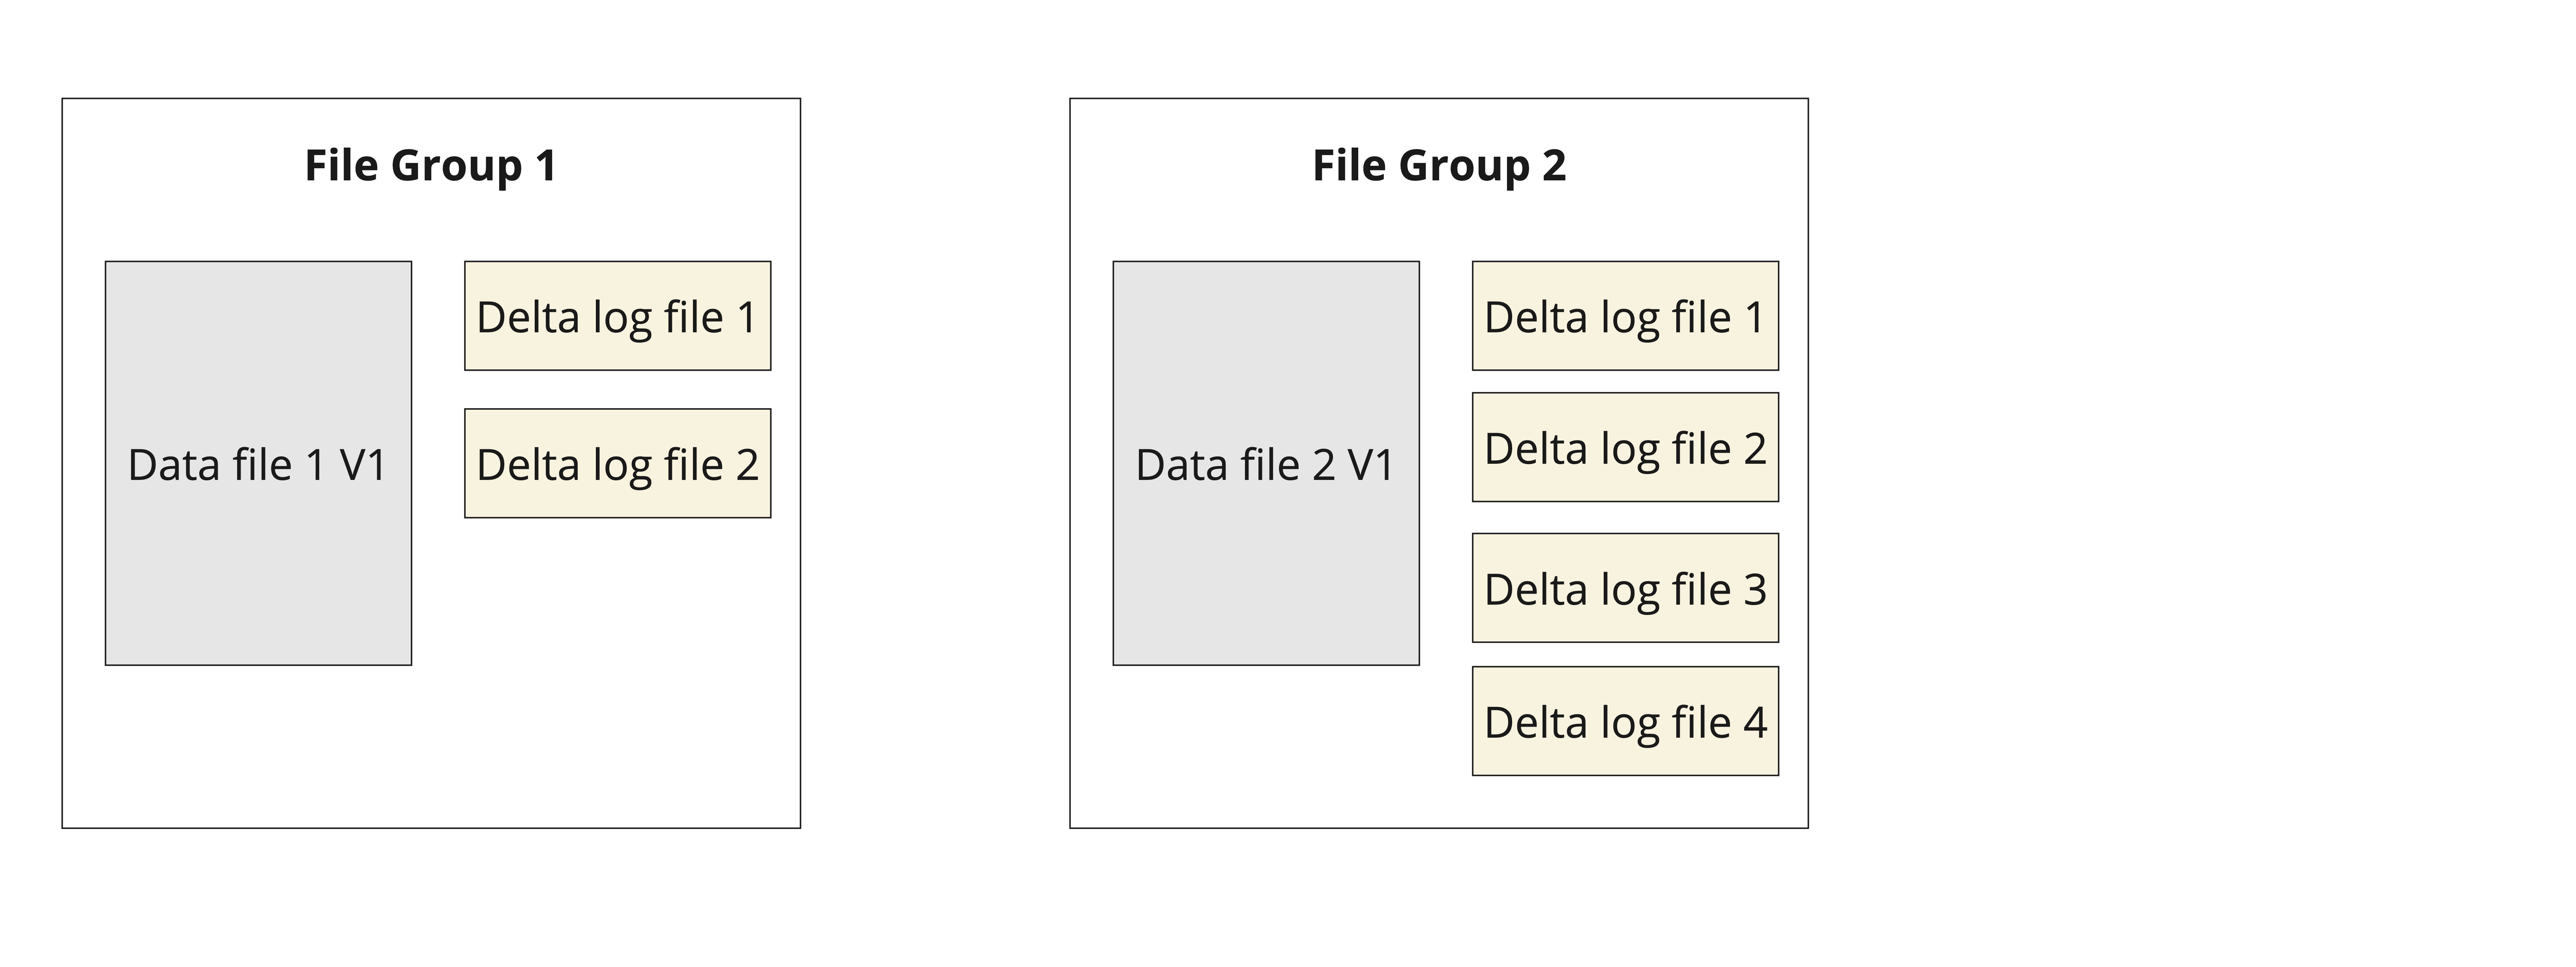 File Group 1
Data file 1 V1
Delta log file 1
Delta log file 2
File Group 2
Data file 2 V1
Delta log file 1
Delta log file 2
Delta log file 3
Delta log file 4